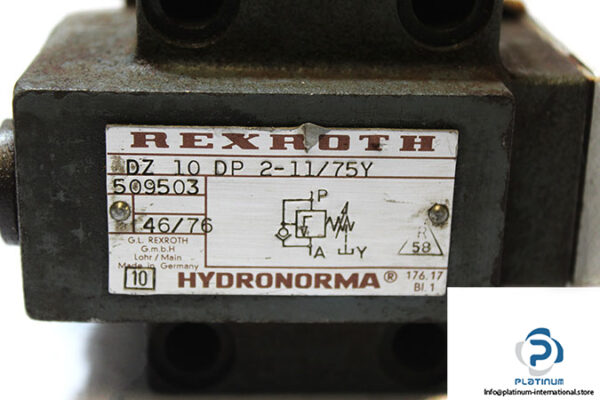 REXROTH
DZ 10 DP 2-11/75Y
509503
46/76
P
A
Y
R
58
G.L. REXROTH
G.m.b.H
Lohr / Main
Made in Germany
10
HYDRONORMA®
176.17
Bl. 1
PLATINUM
Info@platinum-international.store